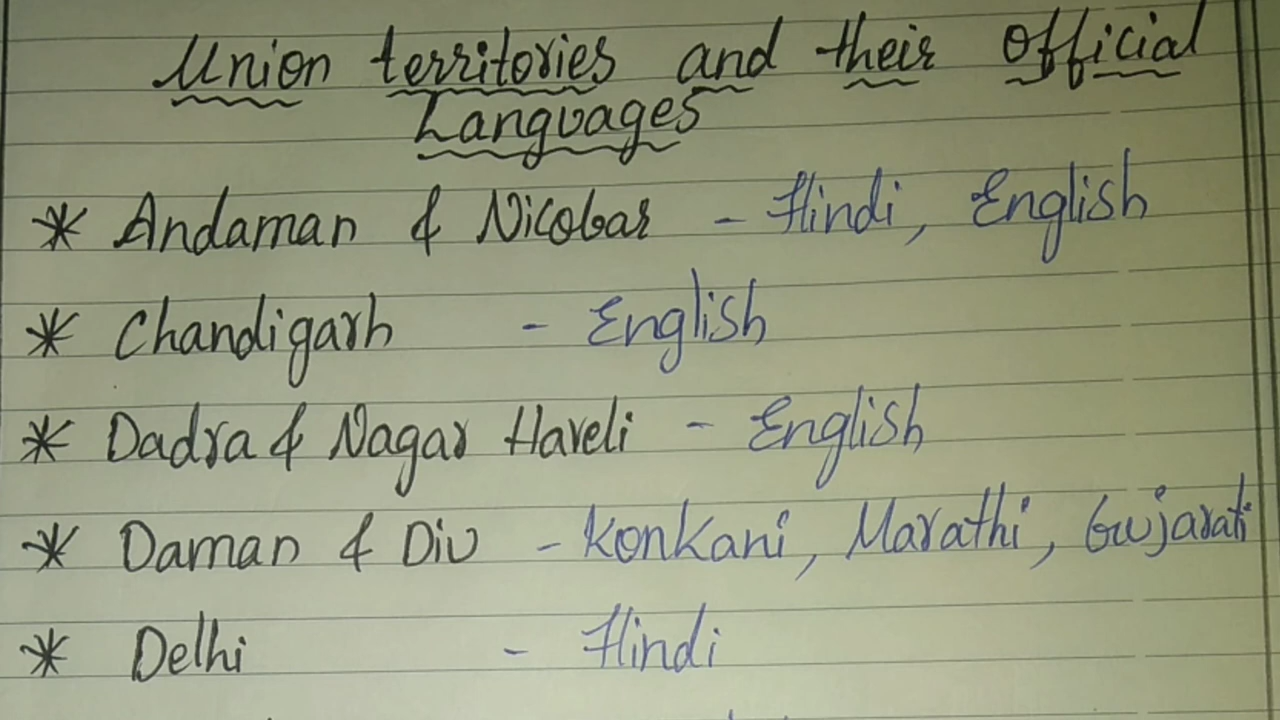 Union territories and their Official
Languages
* Andaman & Nicobar - Hindi, English
* Chandigarh - English
* Dadra & Nagar Haveli - English
* Daman & Diu - Konkani, Marathi, Gujarati
* Delhi - Hindi